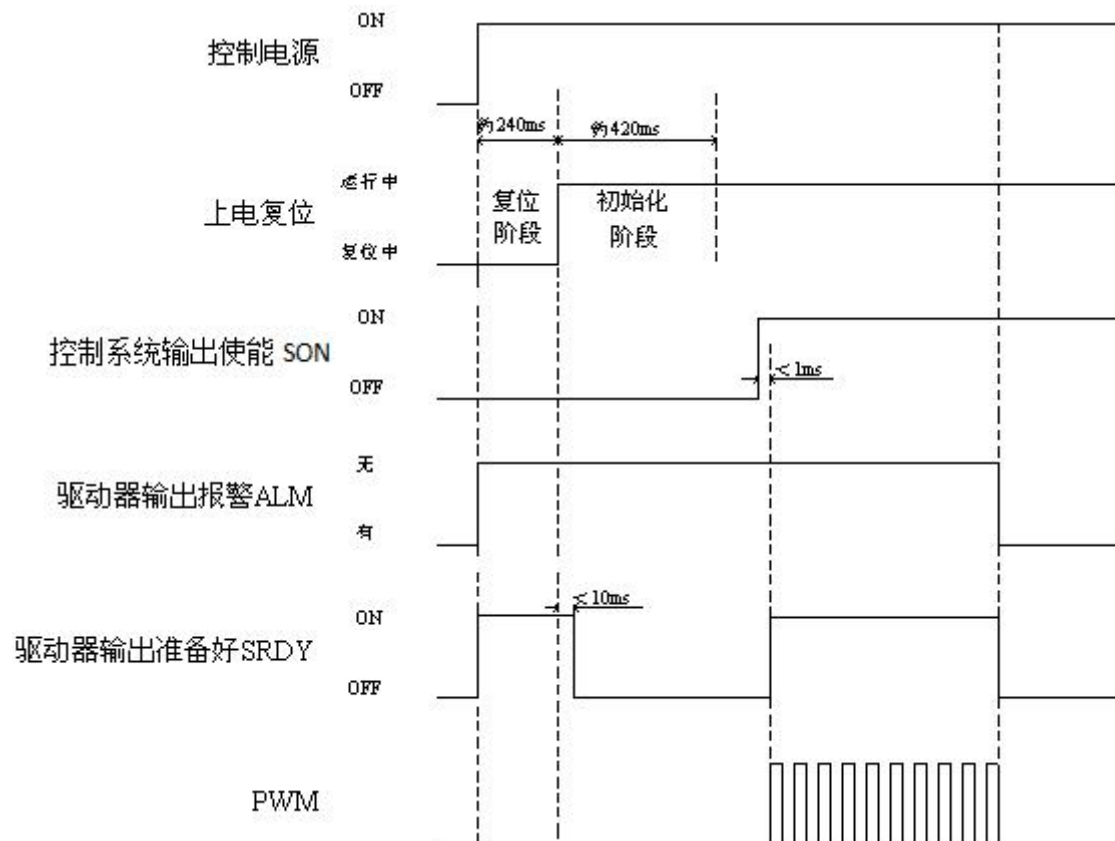 ON
控制电源
OFF
约240ms
约420ms
运行中
上电复位
复位中
复位
阶段
初始化
阶段
ON
控制系统输出使能 SON
OFF
<1ms
无
驱动器输出报警ALM
有
<10ms
ON
驱动器输出准备好SRDY
OFF
PWM